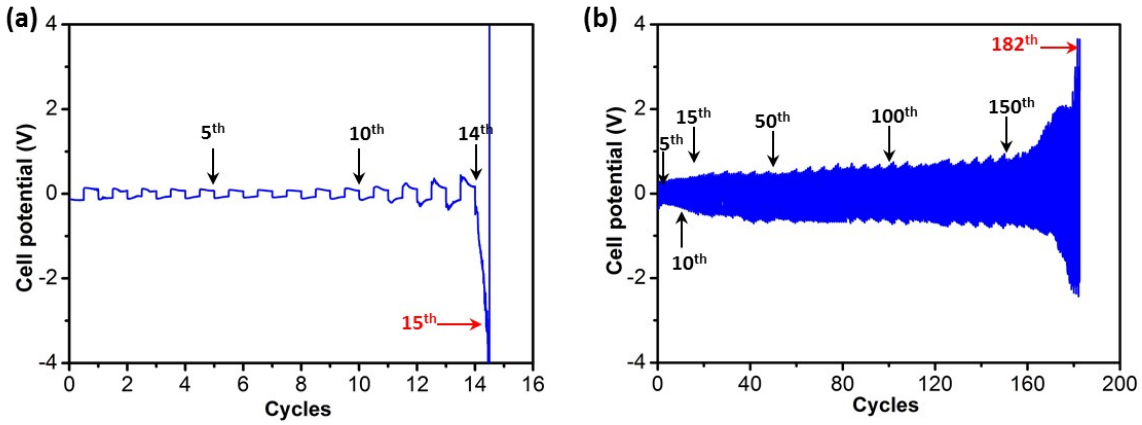 (a)
4
2
0
-2
-4
Cell potential (V)
5th
10th
14th
15th
0 2 4 6 8 10 12 14 16
Cycles
(b)
4
2
0
-2
-4
Cell potential (V)
182th
5th
15th
50th
100th
150th
10th
0 40 80 120 160 200
Cycles